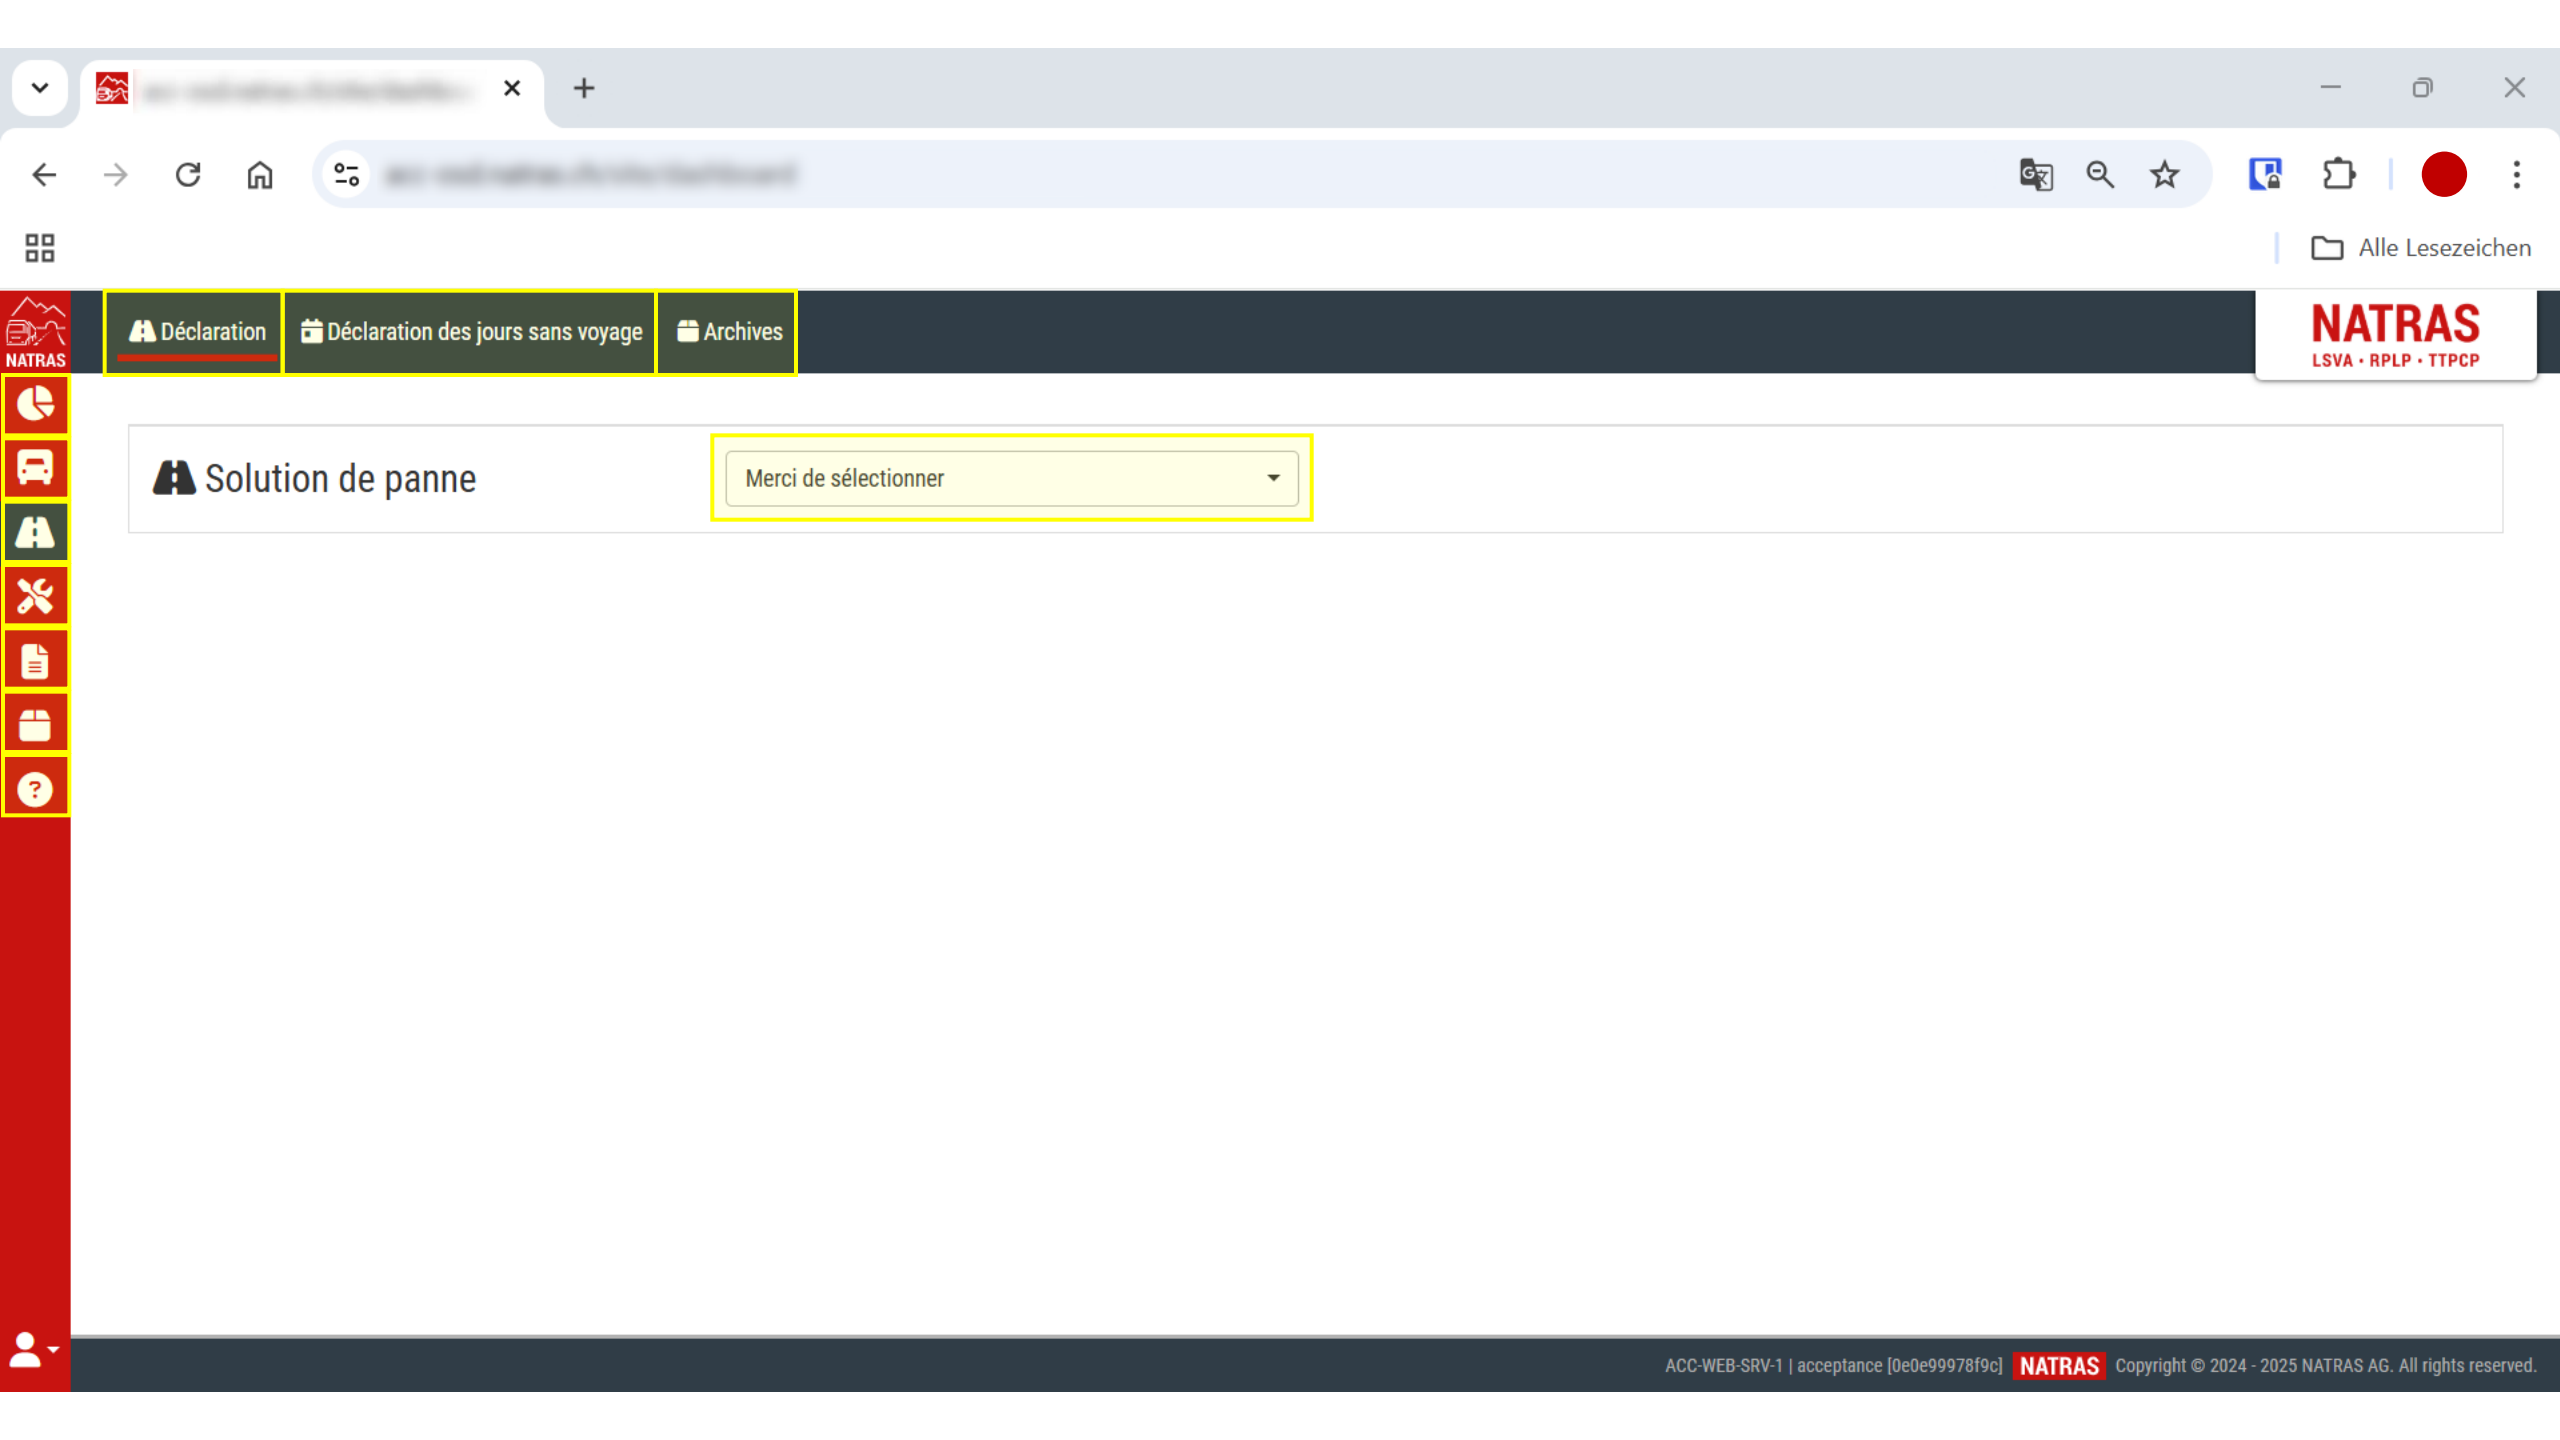 Alle Lesezeichen
NATRAS
Déclaration
Déclaration des jours sans voyage
Archives
NATRAS
LSVA · RPLP · TTPCP
Solution de panne
Merci de sélectionner
ACC-WEB-SRV-1 | acceptance [0e0e99978f9c] NATRAS Copyright © 2024 - 2025 NATRAS AG. All rights reserved.